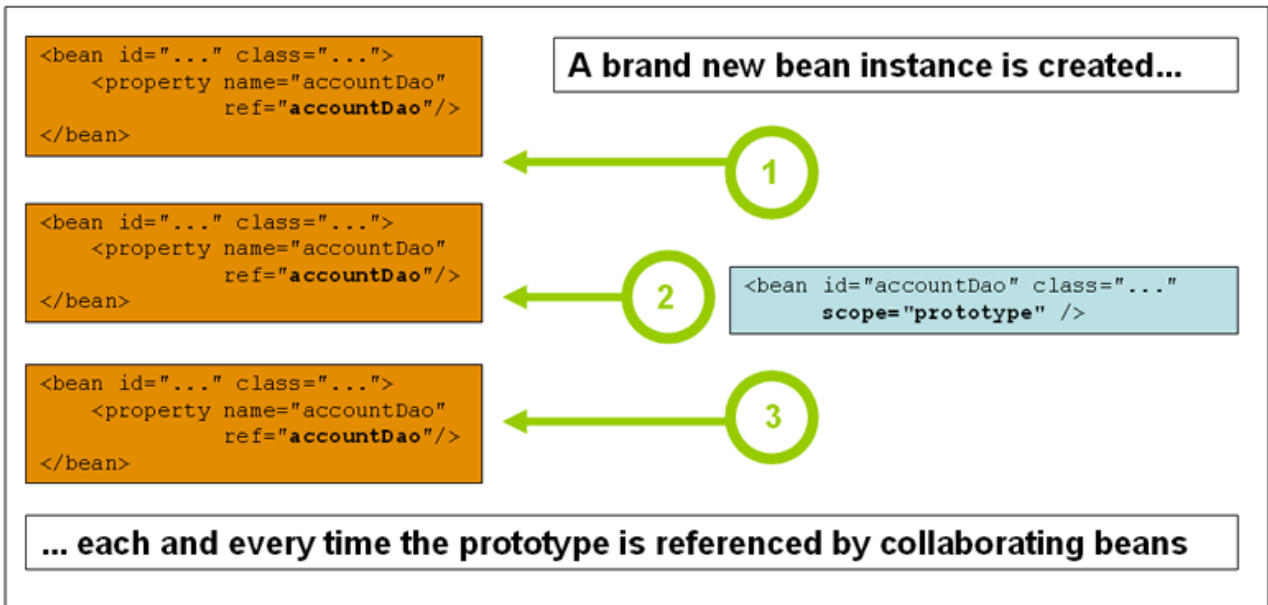 <bean id="..." class="...">
    <property name="accountDao"
              ref="accountDao"/>
</bean>
A brand new bean instance is created...
1
<bean id="..." class="...">
    <property name="accountDao"
              ref="accountDao"/>
</bean>
2
<bean id="accountDao" class="..."
      scope="prototype" />
<bean id="..." class="...">
    <property name="accountDao"
              ref="accountDao"/>
</bean>
3
... each and every time the prototype is referenced by collaborating beans